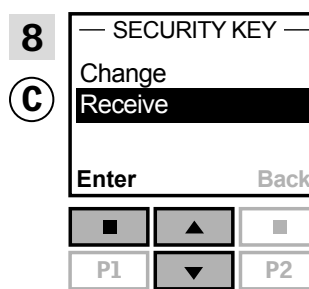 8
C
— SECURITY KEY —
Change
Receive
Enter Back
P1 P2